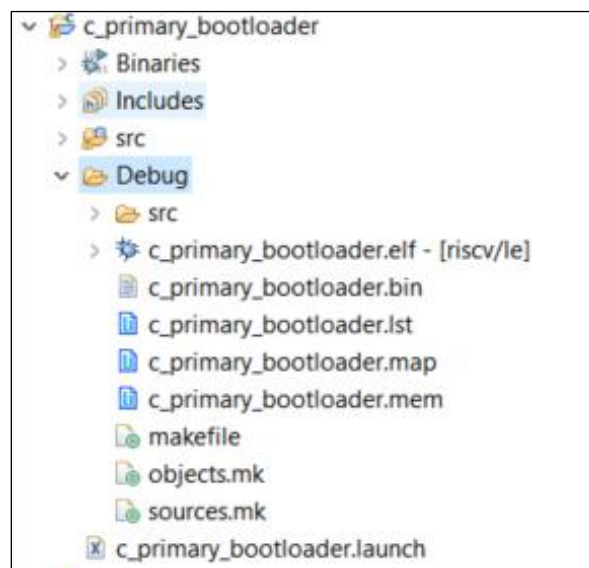 c_primary_bootloader
Binaries
Includes
src
Debug
src
c_primary_bootloader.elf - [riscv/le]
c_primary_bootloader.bin
c_primary_bootloader.lst
c_primary_bootloader.map
c_primary_bootloader.mem
makefile
objects.mk
sources.mk
c_primary_bootloader.launch